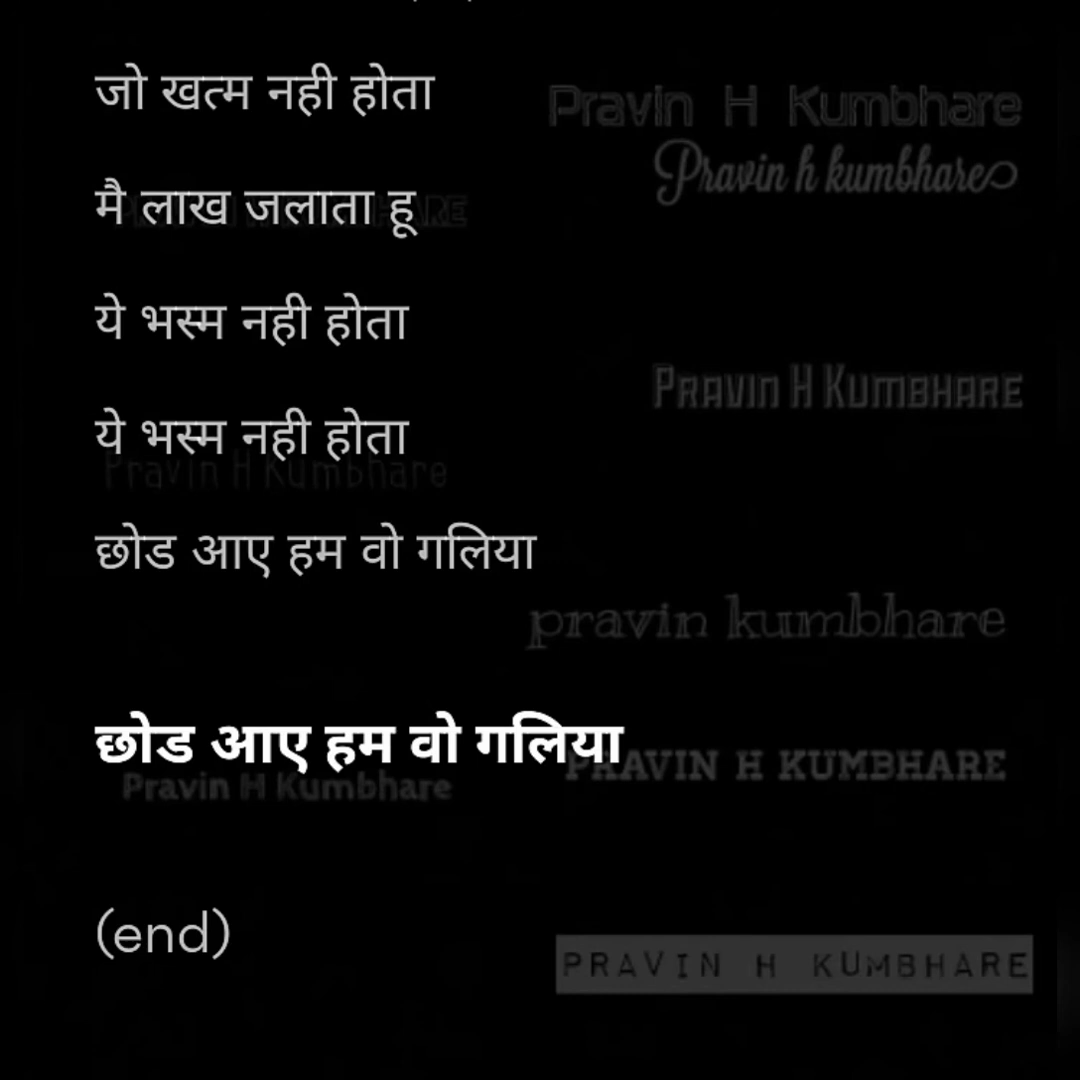 जो खत्म नही होता
Pravin H Kumbhare
Pravin h kumbhare
मै लाख जलाता हू
ये भस्म नही होता
PRAVIN H KUMBHARE
ये भस्म नही होता
Pravin H Kumbhare
छोड आए हम वो गलिया
pravin kumbhare
छोड आए हम वो गलिया
PRAVIN H KUMBHARE
Pravin H Kumbhare
(end)
PRAVIN H KUMBHARE